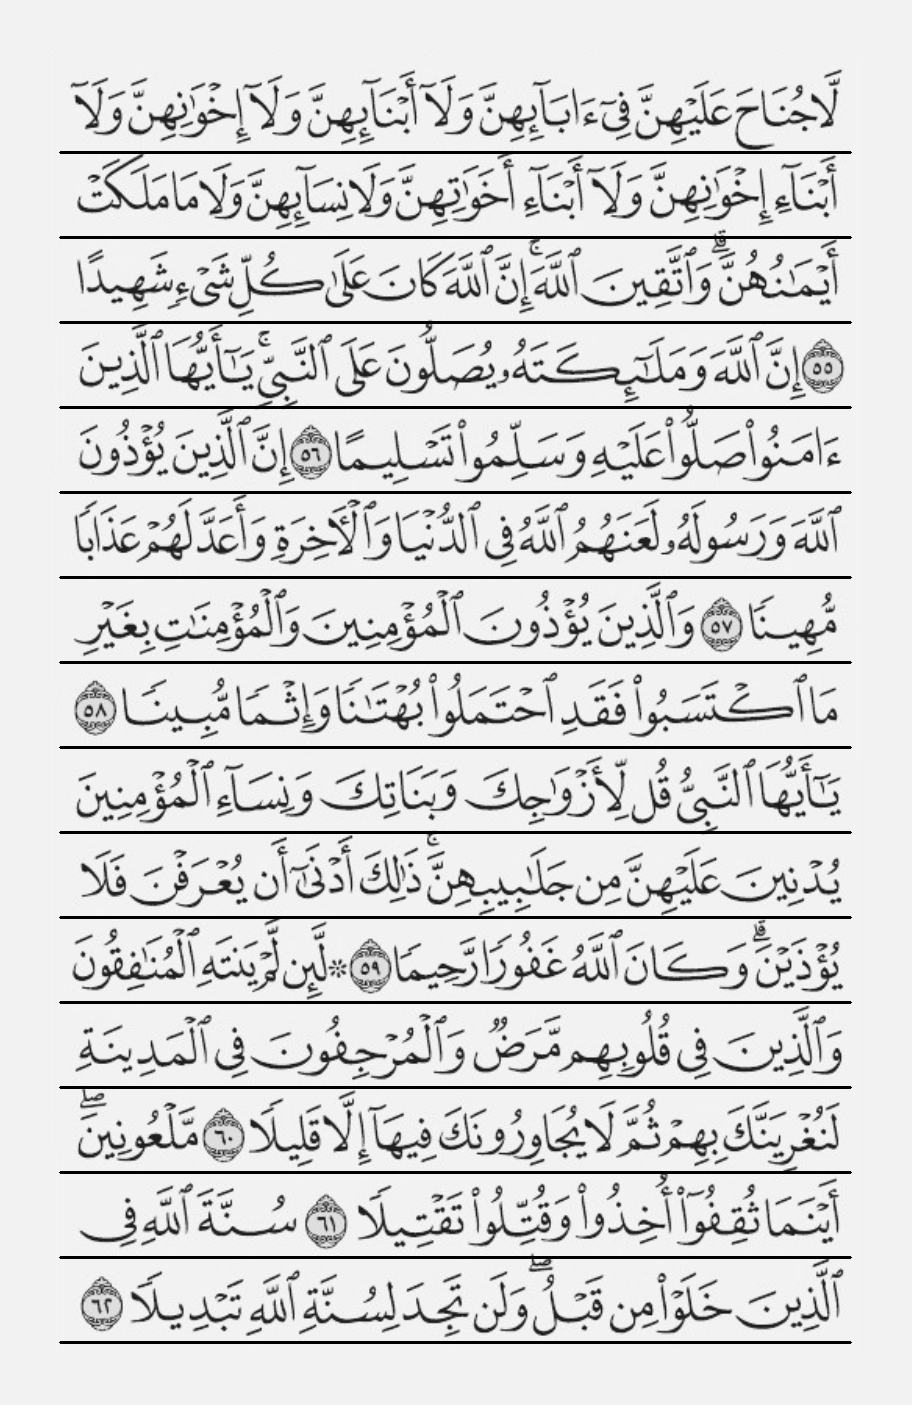 لَّا جُنَاحَ عَلَيْهِنَّ فِىٓ ءَابَآئِهِنَّ وَلَآ أَبْنَآئِهِنَّ وَلَآ إِخْوَٰنِهِنَّ وَلَآ
أَبْنَآءِ إِخْوَٰنِهِنَّ وَلَآ أَبْنَآءِ أَخَوَٰتِهِنَّ وَلَا نِسَآئِهِنَّ وَلَا مَا مَلَكَتْ
أَيْمَٰنُهُنَّ ۗ وَٱتَّقِينَ ٱللَّهَ ۚ إِنَّ ٱللَّهَ كَانَ عَلَىٰ كُلِّ شَىْءٍ شَهِيدًا
٥٥ إِنَّ ٱللَّهَ وَمَلَٰٓئِكَتَهُۥ يُصَلُّونَ عَلَى ٱلنَّبِىِّ ۚ يَٰٓأَيُّهَا ٱلَّذِينَ
ءَامَنُوا۟ صَلُّوا۟ عَلَيْهِ وَسَلِّمُوا۟ تَسْلِيمًا ٥٦ إِنَّ ٱلَّذِينَ يُؤْذُونَ
ٱللَّهَ وَرَسُولَهُۥ لَعَنَهُمُ ٱللَّهُ فِى ٱلدُّنْيَا وَٱلْءَاخِرَةِ وَأَعَدَّ لَهُمْ عَذَابًا
مُّهِينًا ٥٧ وَٱلَّذِينَ يُؤْذُونَ ٱلْمُؤْمِنِينَ وَٱلْمُؤْمِنَٰتِ بِغَيْرِ
مَا ٱكْتَسَبُوا۟ فَقَدِ ٱحْتَمَلُوا۟ بُهْتَٰنًا وَإِثْمًا مُّبِينًا ٥٨
يَٰٓأَيُّهَا ٱلنَّبِىُّ قُل لِّأَزْوَٰجِكَ وَبَنَاتِكَ وَنِسَآءِ ٱلْمُؤْمِنِينَ
يُدْنِينَ عَلَيْهِنَّ مِن جَلَٰبِيبِهِنَّ ۚ ذَٰلِكَ أَدْنَىٰٓ أَن يُعْرَفْنَ فَلَا
يُؤْذَيْنَ ۗ وَكَانَ ٱللَّهُ غَفُورًا رَّحِيمًا ٥٩ * لَّئِن لَّمْ يَنتَهِ ٱلْمُنَٰفِقُونَ
وَٱلَّذِينَ فِى قُلُوبِهِم مَّرَضٌ وَٱلْمُرْجِفُونَ فِى ٱلْمَدِينَةِ
لَنُغْرِيَنَّكَ بِهِمْ ثُمَّ لَا يُجَاوِرُونَكَ فِيهَآ إِلَّا قَلِيلًا ٦٠ مَّلْعُونِينَ ۖ
أَيْنَمَا ثُقِفُوٓا۟ أُخِذُوا۟ وَقُتِّلُوا۟ تَقْتِيلًا ٦١ سُنَّةَ ٱللَّهِ فِى
ٱلَّذِينَ خَلَوْا۟ مِن قَبْلُ ۖ وَلَن تَجِدَ لِسُنَّةِ ٱللَّهِ تَبْدِيلًا ٦٢